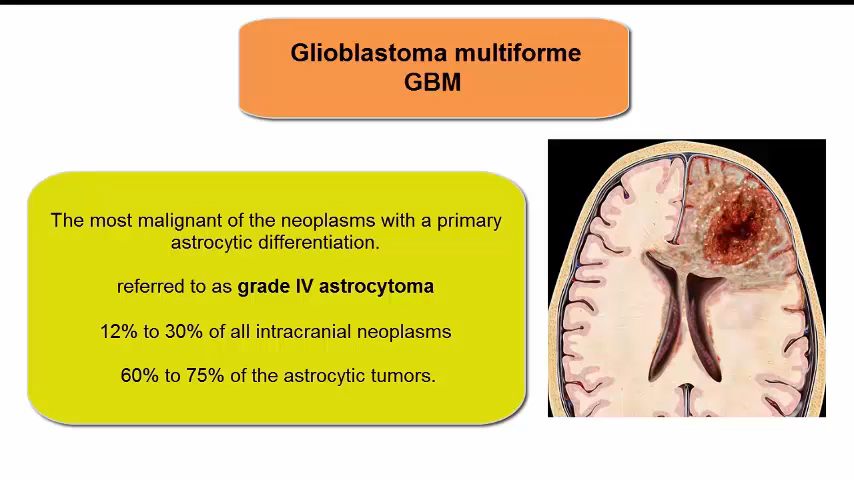 Glioblastoma multiforme
GBM
The most malignant of the neoplasms with a primary
astrocytic differentiation.
referred to as grade IV astrocytoma
12% to 30% of all intracranial neoplasms
60% to 75% of the astrocytic tumors.